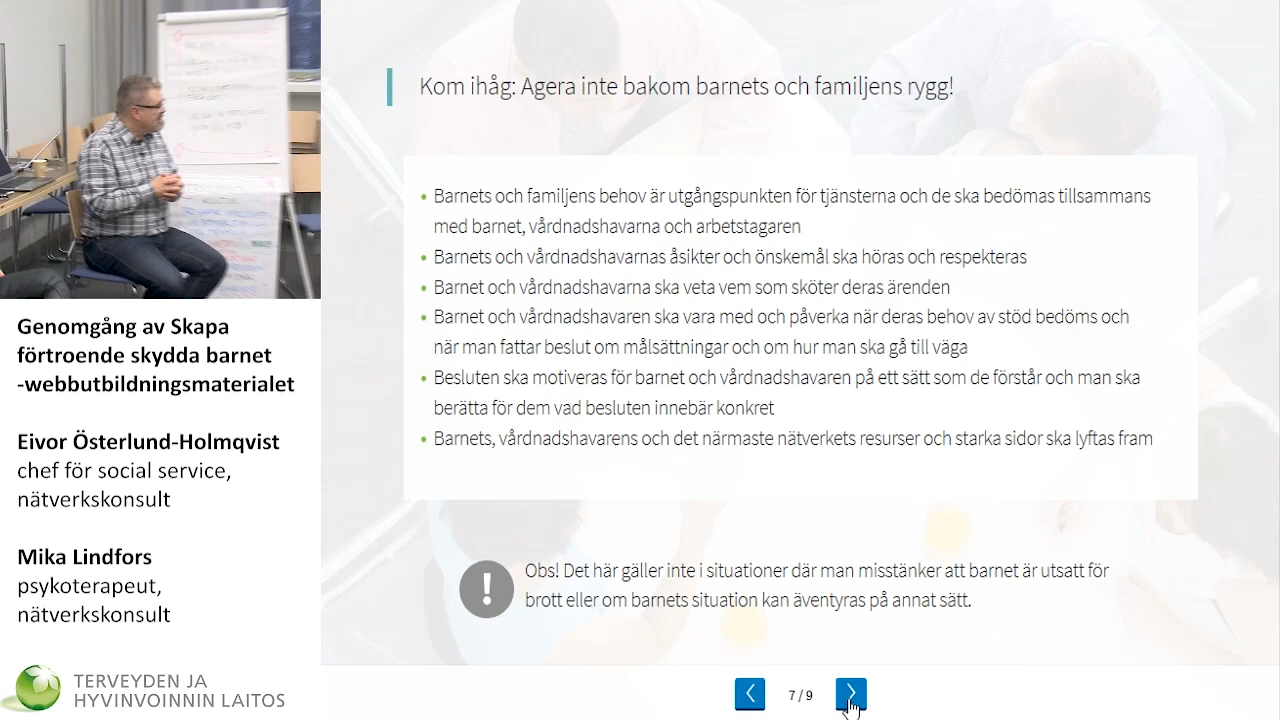 Kom ihåg: Agera inte bakom barnets och familjens rygg!
• Barnets och familjens behov är utgångspunkten för tjänsterna och de ska bedömas tillsammans
med barnet, vårdnadshavarna och arbetstagaren
• Barnets och vårdnadshavarnas åsikter och önskemål ska höras och respekteras
• Barnet och vårdnadshavarna ska veta vem som sköter deras ärenden
• Barnet och vårdnadshavaren ska vara med och påverka när deras behov av stöd bedöms och
när man fattar beslut om målsättningar och om hur man ska gå till väga
• Besluten ska motiveras för barnet och vårdnadshavaren på ett sätt som de förstår och man ska
berätta för dem vad besluten innebär konkret
• Barnets, vårdnadshavarens och det närmaste nätverkets resurser och starka sidor ska lyftas fram
!
Obs! Det här gäller inte i situationer där man misstänker att barnet är utsatt för
brott eller om barnets situation kan äventyras på annat sätt.
7 / 9
Genomgång av Skapa
förtroende skydda barnet
-webbutbildningsmaterialet
Eivor Österlund-Holmqvist
chef för social service,
nätverkskonsult
Mika Lindfors
psykoterapeut,
nätverkskonsult
TERVEYDEN JA
HYVINVOINNIN LAITOS